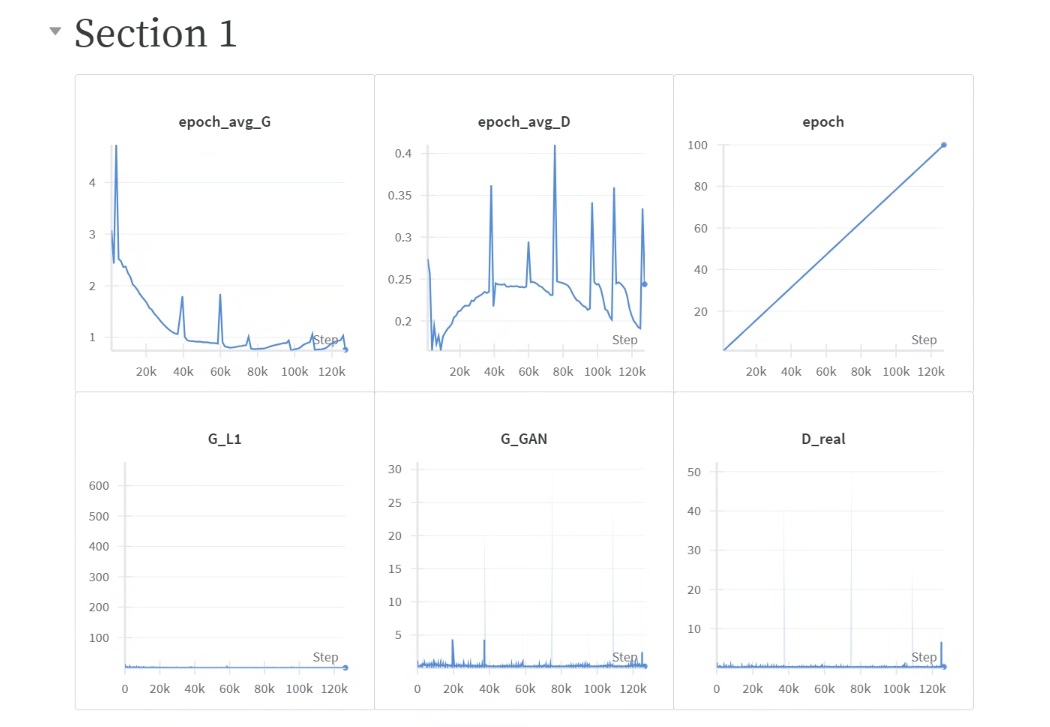 Section 1
epoch_avg_G
4
3
2
1
Step
20k 40k 60k 80k 100k 120k
epoch_avg_D
0.4
0.35
0.3
0.25
0.2
Step
20k 40k 60k 80k 100k 120k
epoch
100
80
60
40
20
Step
20k 40k 60k 80k 100k 120k
G_L1
600
500
400
300
200
100
Step
0 20k 40k 60k 80k 100k 120k
G_GAN
30
25
20
15
10
5
Step
0 20k 40k 60k 80k 100k 120k
D_real
50
40
30
20
10
Step
0 20k 40k 60k 80k 100k 120k